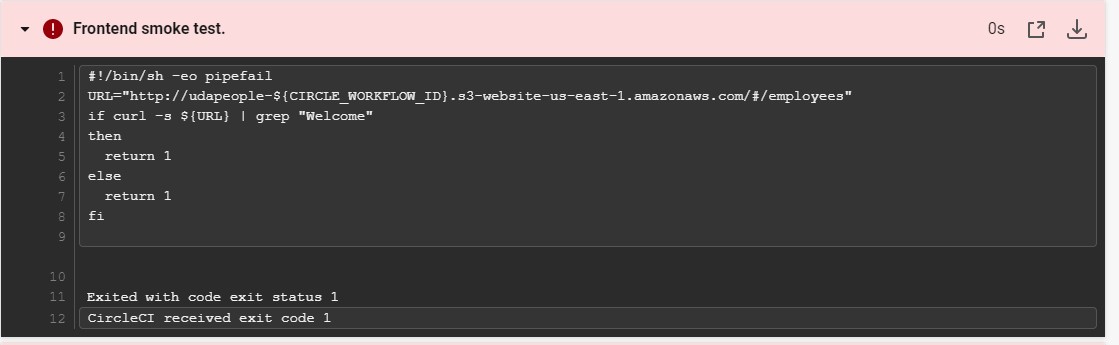 Frontend smoke test.
0s
1 #!/bin/sh -eo pipefail
2 URL="http://udapeople-${CIRCLE_WORKFLOW_ID}.s3-website-us-east-1.amazonaws.com/#/employees"
3 if curl -s ${URL} | grep "Welcome"
4 then
5   return 1
6 else
7   return 1
8 fi
9
10
11 Exited with code exit status 1
12 CircleCI received exit code 1